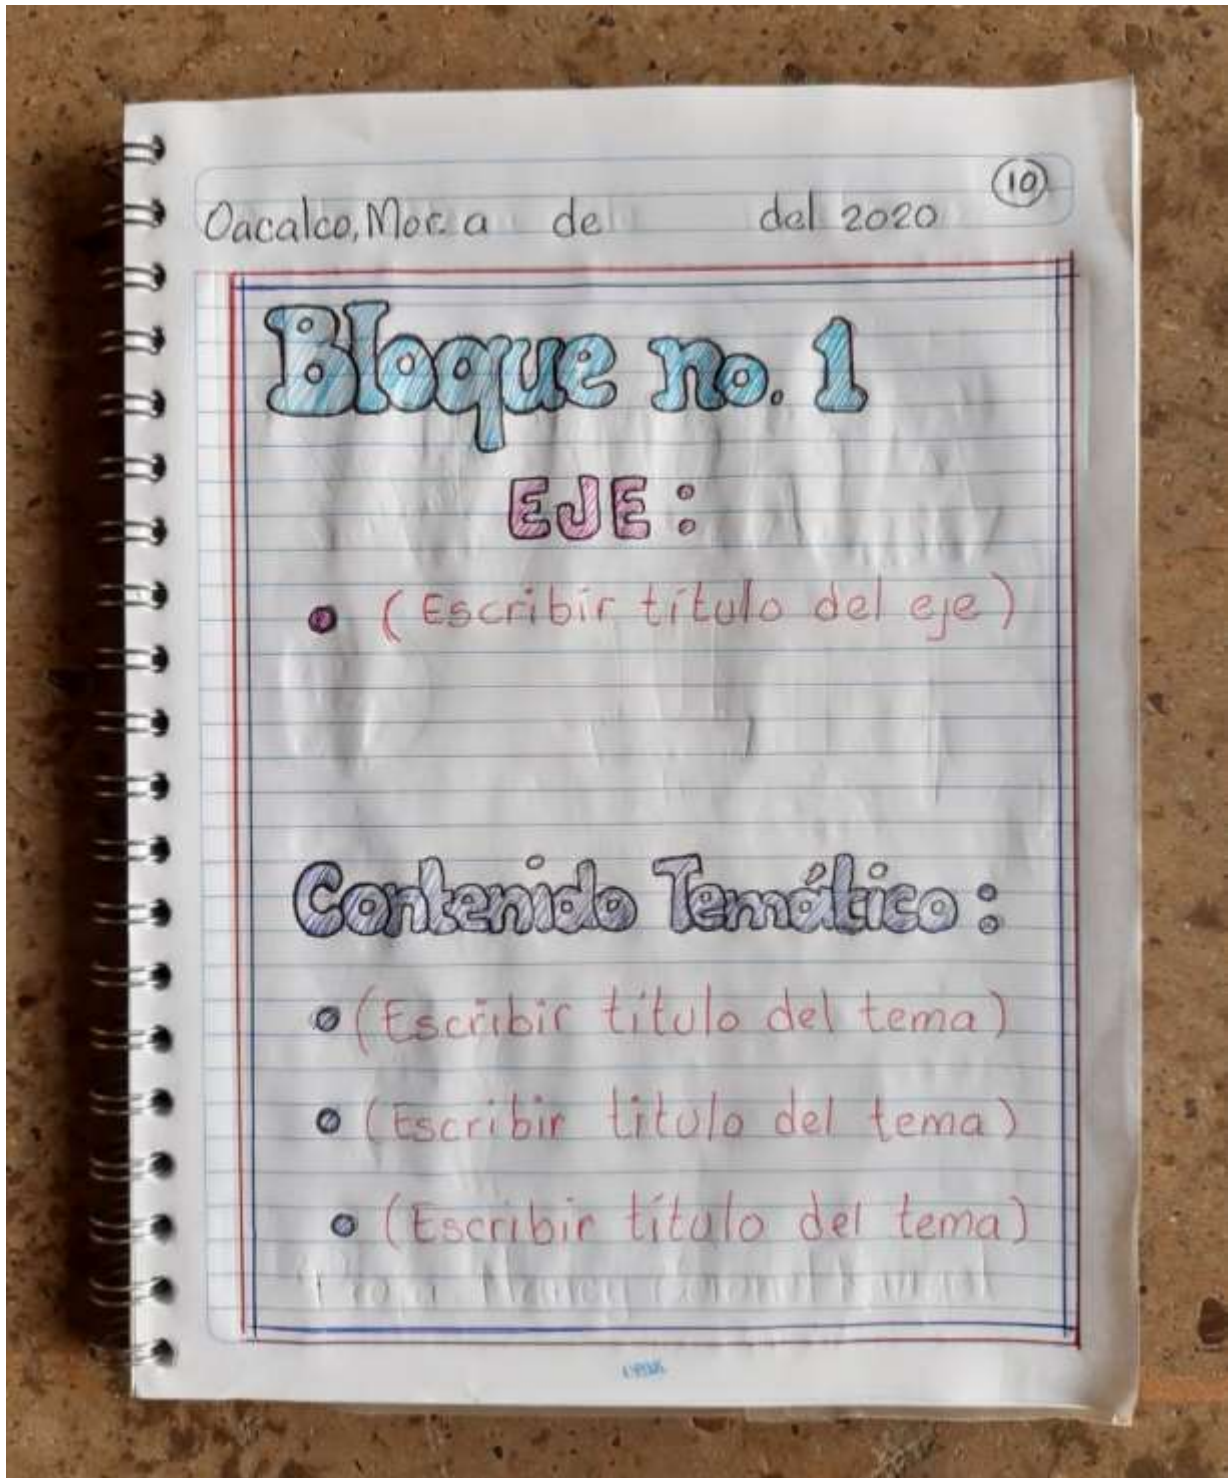 10
Oacalco, Mor. a de del 2020
Bloque no. 1
EJE:
(Escribir título del eje)
Contenido Temático:
(Escribir título del tema)
(Escribir titulo del tema)
(Escribir título del tema)